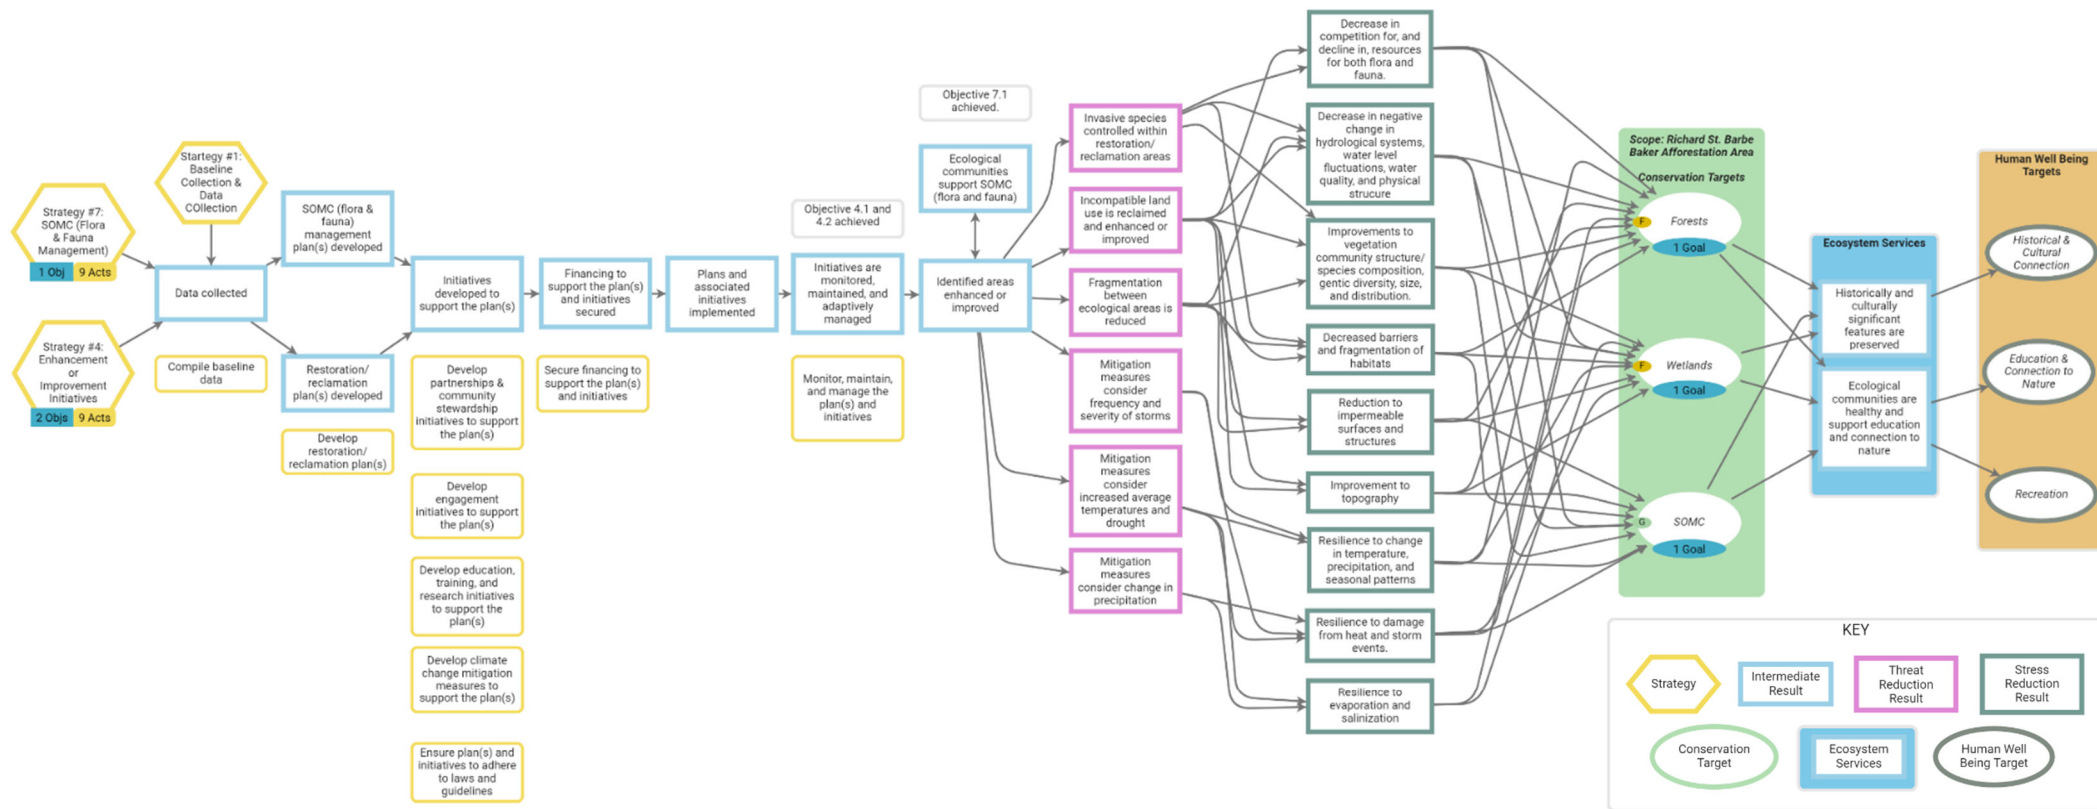 Strategy #7:
SOMC (Flora
& Fauna
Management)
1 Obj
9 Acts
Strategy #4:
Enhancement
or
Improvement
Initiatives
2 Objs
9 Acts
Startegy #1:
Baseline
Collection &
Data
COllection
Data collected
Compile baseline
data
SOMC (flora &
fauna)
management
plan(s) developed
Restoration/
reclamation
plan(s) developed
Develop
restoration/
reclamation plan(s)
Initiatives
developed to
support the plan(s)
Develop
partnerships &
community
stewardship
initiatives to support
the plan(s)
Develop
engagement
initiatives to support
the plan(s)
Develop education,
training, and
research initiatives
to support the
plan(s)
Develop climate
change mitigation
measures to
support the plan(s)
Ensure plan(s) and
initiatives to adhere
to laws and
guidelines
Financing to
support the plan(s)
and initiatives
secured
Secure financing to
support the plan(s)
and initiatives
Plans and
associated
initiatives
implemented
Objective 4.1 and
4.2 achieved
Initiatives are
monitored,
maintained, and
adaptively
managed
Monitor, maintain,
and manage the
plan(s) and
initiatives
Objective 7.1
achieved.
Ecological
communities
support SOMC
(flora and fauna)
Identified areas
enhanced or
improved
Invasive species
controlled within
restoration/
reclamation areas
Incompatible land
use is reclaimed
and enhanced or
improved
Fragmentation
between
ecological areas is
reduced
Mitigation
measures
consider
frequency and
severity of storms
Mitigation
measures
consider
increased average
temperatures and
drought
Mitigation
measures
consider change in
precipitation
Decrease in
competition for, and
decline in, resources
for both flora and
fauna.
Decrease in negative
change in
hydrological systems,
water level
fluctuations, water
quality, and physical
strucure
Improvements to
vegetation
community structure/
species composition,
gentic diversity, size,
and distribution.
Decreased barriers
and fragmentation of
habitats
Reduction to
impermeable
surfaces and
structures
Improvement to
topography
Resilience to change
in temperature,
precipitation, and
seasonal patterns
Resilience to damage
from heat and storm
events.
Resilience to
evaporation and
salinization
Scope: Richard St. Barbe
Baker Afforestation Area
Conservation Targets
F
Forests
1 Goal
F
Wetlands
1 Goal
G
SOMC
1 Goal
Ecosystem Services
Historically and
culturally
significant
features are
preserved
Ecological
communities are
healthy and
support education
and connection to
nature
Human Well Being
Targets
Historical &
Cultural
Connection
Education &
Connection to
Nature
Recreation
KEY
Strategy
Intermediate
Result
Threat
Reduction
Result
Stress
Reduction
Result
Conservation
Target
Ecosystem
Services
Human Well
Being Target